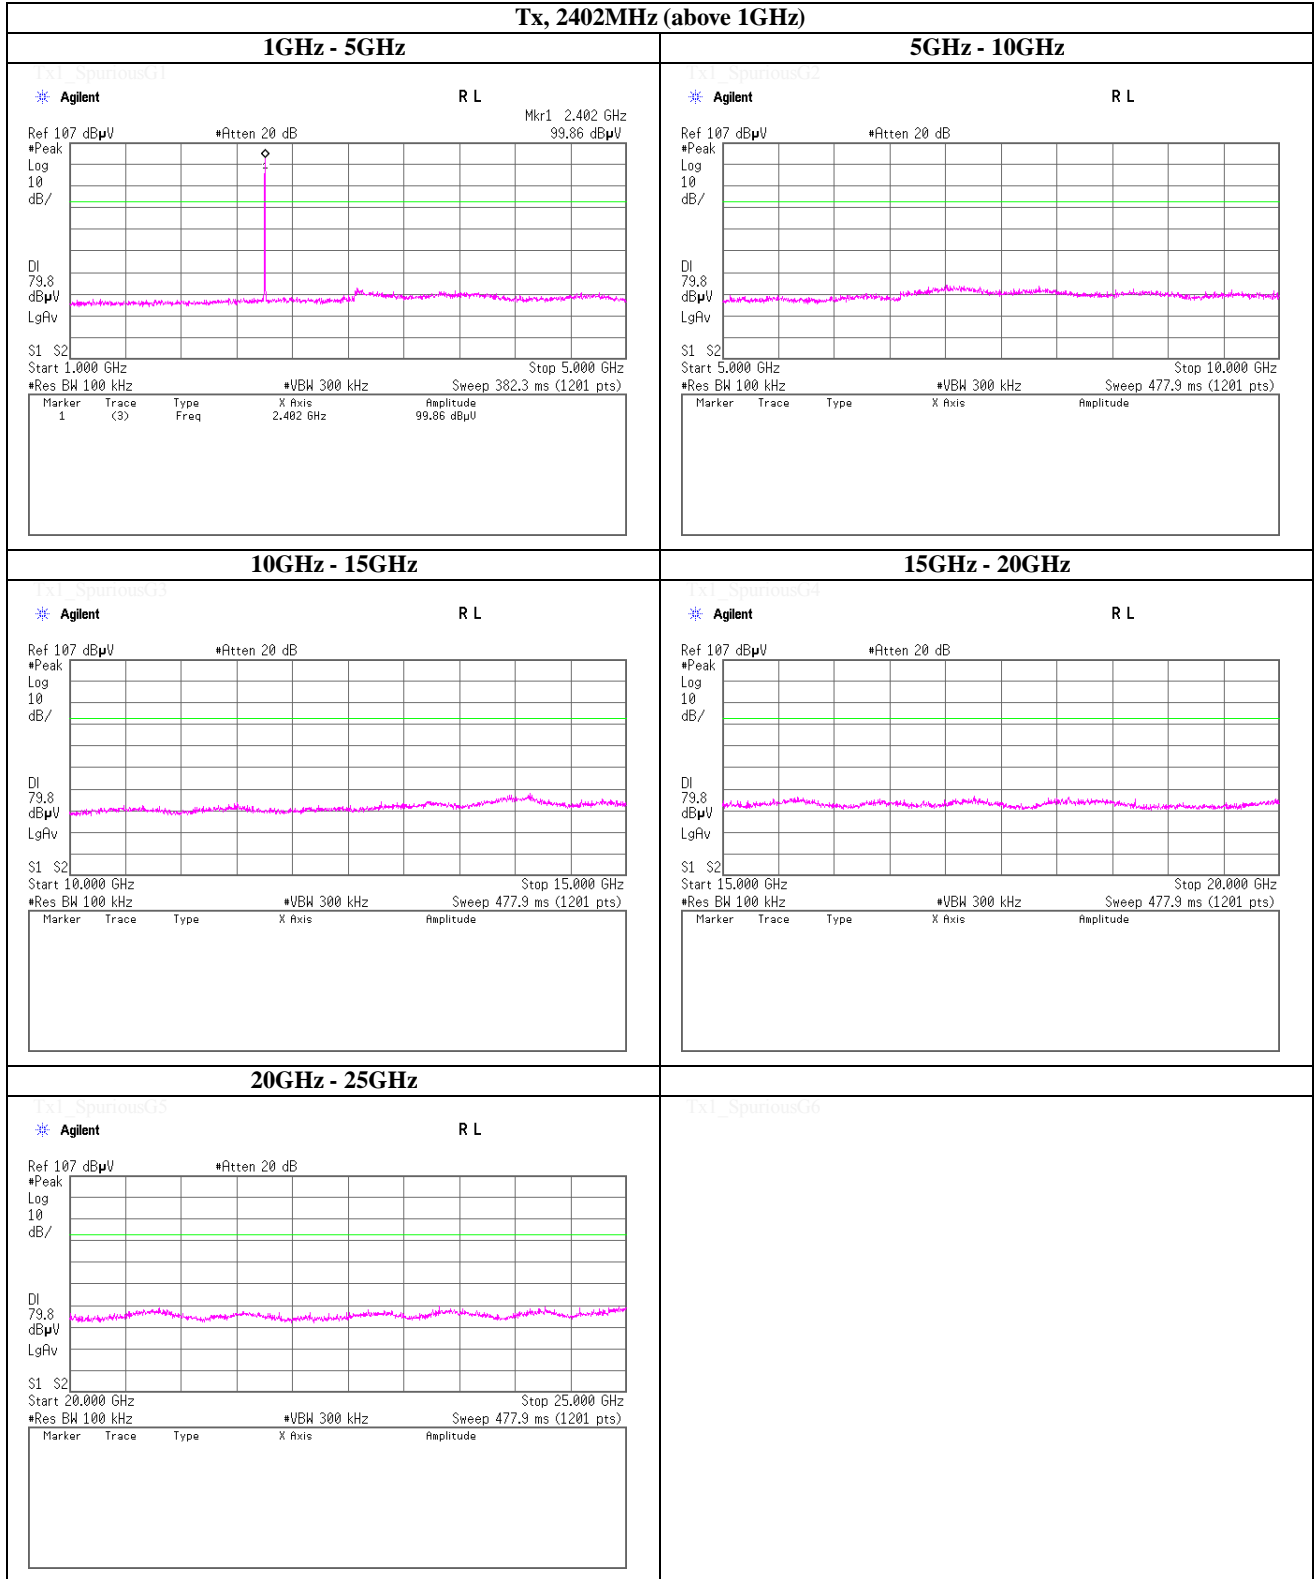 Tx, 2402MHz (above 1GHz)
1GHz - 5GHz
Tx1_SpuriousG1
Agilent R L
Mkr1 2.402 GHz
Ref 107 dBµV #Atten 20 dB 99.86 dBµV
#Peak
Log
10
dB/
DI
79.8
dBµV
LgAv
S1 S2
Start 1.000 GHz Stop 5.000 GHz
#Res BW 100 kHz #VBW 300 kHz Sweep 382.3 ms (1201 pts)
Marker Trace Type X Axis Amplitude
1 (3) Freq 2.402 GHz 99.86 dBµV
5GHz - 10GHz
Tx1_SpuriousG2
Agilent R L
Ref 107 dBµV #Atten 20 dB
#Peak
Log
10
dB/
DI
79.8
dBµV
LgAv
S1 S2
Start 5.000 GHz Stop 10.000 GHz
#Res BW 100 kHz #VBW 300 kHz Sweep 477.9 ms (1201 pts)
Marker Trace Type X Axis Amplitude
10GHz - 15GHz
Tx1_SpuriousG3
Agilent R L
Ref 107 dBµV #Atten 20 dB
#Peak
Log
10
dB/
DI
79.8
dBµV
LgAv
S1 S2
Start 10.000 GHz Stop 15.000 GHz
#Res BW 100 kHz #VBW 300 kHz Sweep 477.9 ms (1201 pts)
Marker Trace Type X Axis Amplitude
15GHz - 20GHz
Tx1_SpuriousG4
Agilent R L
Ref 107 dBµV #Atten 20 dB
#Peak
Log
10
dB/
DI
79.8
dBµV
LgAv
S1 S2
Start 15.000 GHz Stop 20.000 GHz
#Res BW 100 kHz #VBW 300 kHz Sweep 477.9 ms (1201 pts)
Marker Trace Type X Axis Amplitude
20GHz - 25GHz
Tx1_SpuriousG5
Agilent R L
Ref 107 dBµV #Atten 20 dB
#Peak
Log
10
dB/
DI
79.8
dBµV
LgAv
S1 S2
Start 20.000 GHz Stop 25.000 GHz
#Res BW 100 kHz #VBW 300 kHz Sweep 477.9 ms (1201 pts)
Marker Trace Type X Axis Amplitude
Tx1_SpuriousG6